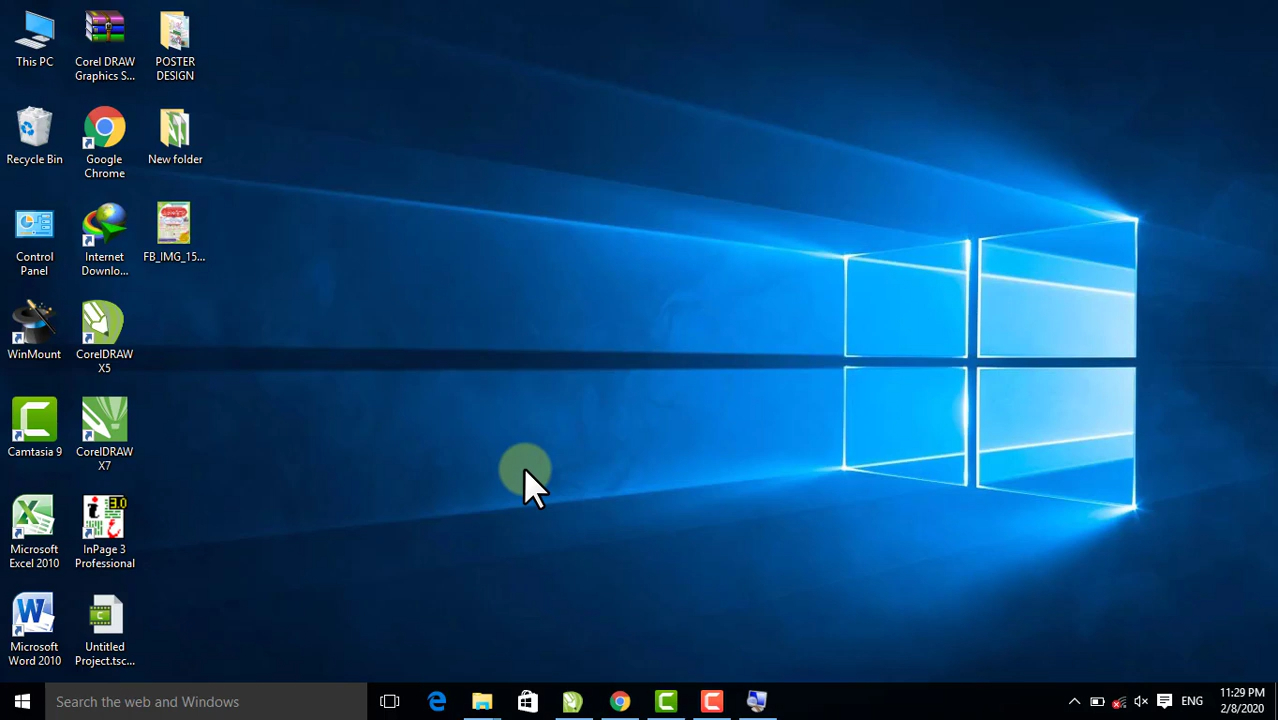 This PC
Corel DRAW
Graphics S...
POSTER
DESIGN
Recycle Bin
Google
Chrome
New folder
Control
Panel
Internet
Downlo...
FB_IMG_15...
WinMount
CorelDRAW
X5
Camtasia 9
CorelDRAW
X7
Microsoft
Excel 2010
3.0
InPage 3
Professional
Microsoft
Word 2010
Untitled
Project.tsc...
Search the web and Windows
ENG
11:29 PM
2/8/2020